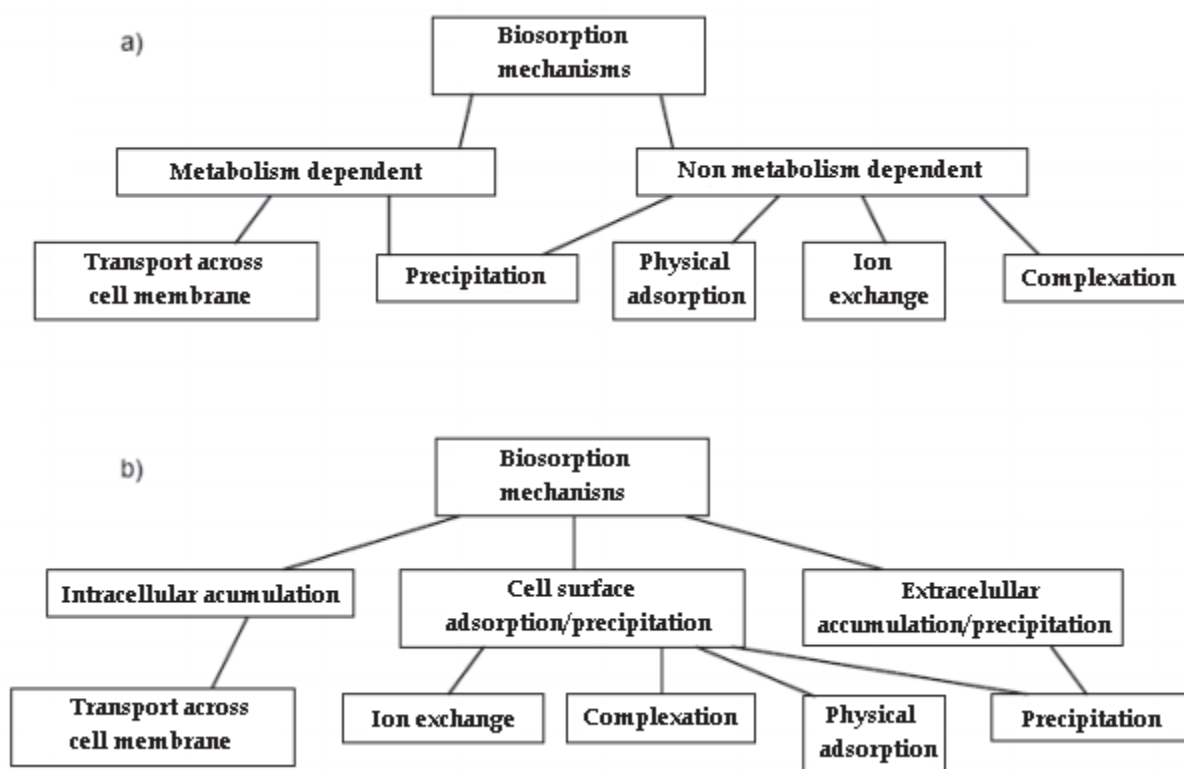 a)
Biosorption
mechanisms
Metabolism dependent
Non metabolism dependent
Transport across
cell membrane
Precipitation
Physical
adsorption
Ion
exchange
Complexation
b)
Biosorption
mechanisns
Intracellular acumulation
Cell surface
adsorption/precipitation
Extracelullar
accumulation/precipitation
Transport across
cell membrane
Ion exchange
Complexation
Physical
adsorption
Precipitation